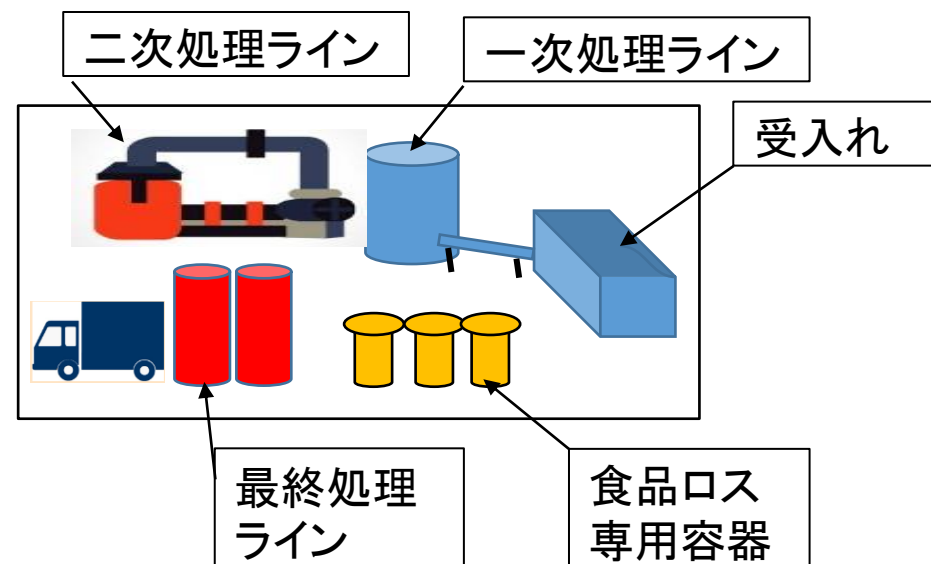 二次処理ライン
一次処理ライン
受入れ
最終処理
ライン
食品ロス
専用容器